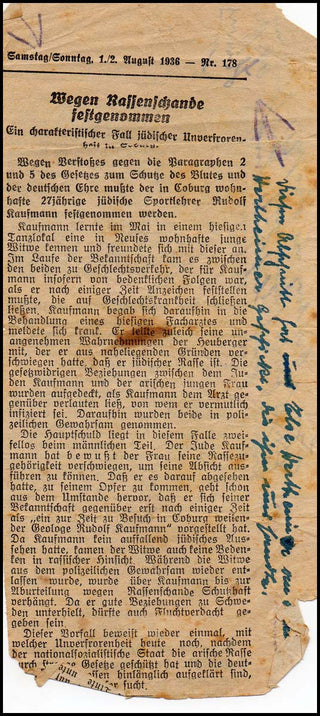 Samstag/Sonntag, 1./2. August 1936 — Nr. 178
Wegen Rassenschande
festgenommen
Ein charakteristischer Fall jüdischer Unverfroren-
heit in Coburg
Wegen Verstoßes gegen die Paragraphen 2
und 5 des Gesetzes zum Schutze des Blutes und
der deutschen Ehre mußte der in Coburg wohn-
hafte 27jährige jüdische Sportlehrer Rudolf
Kaufmann festgenommen werden.
Kaufmann lernte im Mai in einem hiesigen
Tanzlokal eine in Neuses wohnhafte junge
Witwe kennen und freundete sich mit dieser an.
Im Laufe der Bekanntschaft kam es zwischen
den beiden zu Geschlechtsverkehr, der für Kauf-
mann insofern von bedenklichen Folgen war,
als er nach einiger Zeit Anzeichen feststellen
mußte, die auf Geschlechtskrankheit schließen
ließen. Kaufmann begab sich daraufhin in die
Behandlung eines hiesigen Facharztes und
meldete sich krank. Er teilte zugleich seine un-
angenehmen Wahrnehmungen der Heuberger
mit, der er aus naheliegenden Gründen ver-
schwiegen hatte, daß er jüdischer Rasse ist. Die
gesetzwidrigen Beziehungen zwischen dem Ju-
den Kaufmann und der arischen jungen Frau
wurden aufgedeckt, als Kaufmann dem Arzt ge-
genüber verlauten ließ, von wem er vermutlich
infiziert sei. Daraufhin wurden beide in poli-
zeilichen Gewahrsam genommen.
Die Hauptschuld liegt in diesem Falle zwei-
fellos beim männlichen Teil. Der Jude Kauf-
mann hat bewußt der Frau seine Rassezu-
gehörigkeit verschwiegen, um seine Absicht aus-
führen zu können. Daß er es darauf abgesehen
hatte, zu seinem Opfer zu kommen, geht schon
aus dem Umstande hervor, daß er sich seiner
Bekanntschaft gegenüber erst nach einiger Zeit
als „ein zur Zeit zu Besuch in Coburg weilen-
der Geologe Rudolf Kaufmann" vorgestellt hat.
Da Kaufmann kein auffallend jüdisches Aus-
sehen hatte, kamen der Witwe auch keine Beden-
ken in rassischer Hinsicht. Während die Witwe
aus dem polizeilichen Gewahrsam wieder ent-
lassen wurde, wurde über Kaufmann bis zur
Aburteilung wegen Rassenschande Schutzhaft
verhängt. Da er gute Beziehungen zu Schwe-
den unterhielt, dürfte auch Fluchtverdacht ge-
geben sein.
Dieser Vorfall beweist wieder einmal, mit
welcher Unverfrorenheit heute noch, nachdem
der nationalsozialistische Staat die arische Rasse
durch Gesetze geschützt hat und die deut-
hinlänglich aufgeklärt sind,
sucht.
Diesen